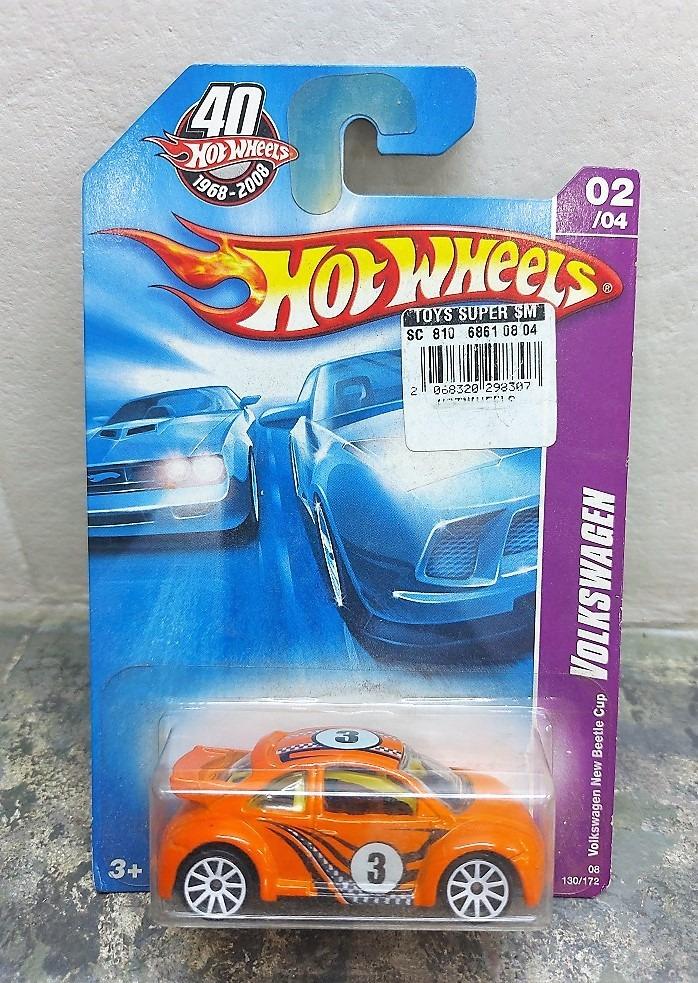 40
HOT WHEELS
1968-2008
02
/04
HOT WHEELS®
TOYS SUPER $M
SC 810 6861 08 04
2 068320 298307
HOTWHEELS
VOLKSWAGEN
Volkswagen New Beetle Cup
3
3
3+
08
130/172